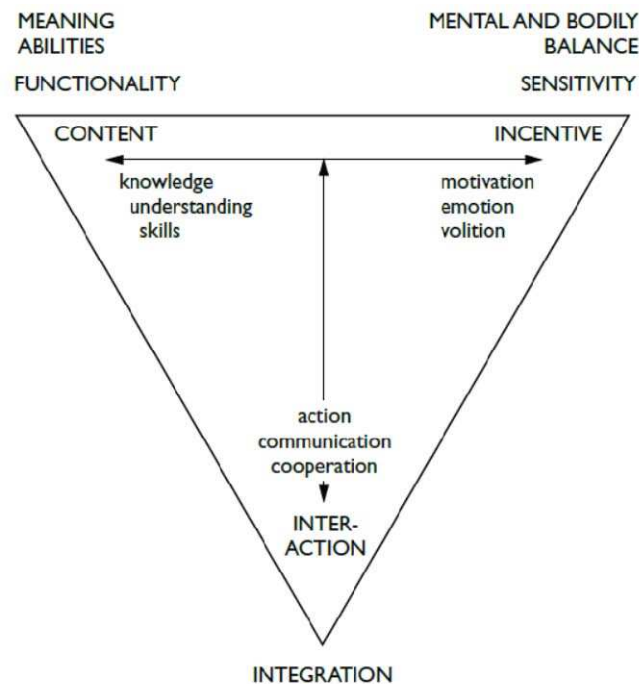 MEANING
ABILITIES
FUNCTIONALITY
MENTAL AND BODILY
BALANCE
SENSITIVITY
CONTENT
INCENTIVE
knowledge
understanding
skills
motivation
emotion
volition
action
communication
cooperation
INTER-
ACTION
INTEGRATION